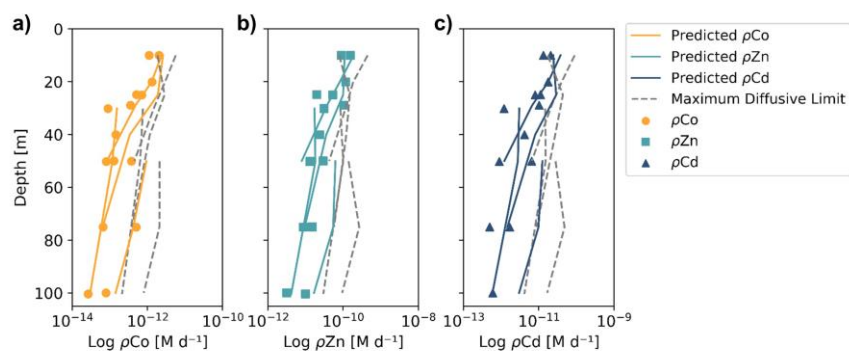 a)
b)
c)
0
20
40
60
80
100
Depth [m]
10⁻¹⁴
10⁻¹²
10⁻¹⁰
Log ρCo [M d⁻¹]
10⁻¹²
10⁻¹⁰
10⁻⁸
Log ρZn [M d⁻¹]
10⁻¹³
10⁻¹¹
10⁻⁹
Log ρCd [M d⁻¹]
Predicted ρCo
Predicted ρZn
Predicted ρCd
Maximum Diffusive Limit
ρCo
ρZn
ρCd